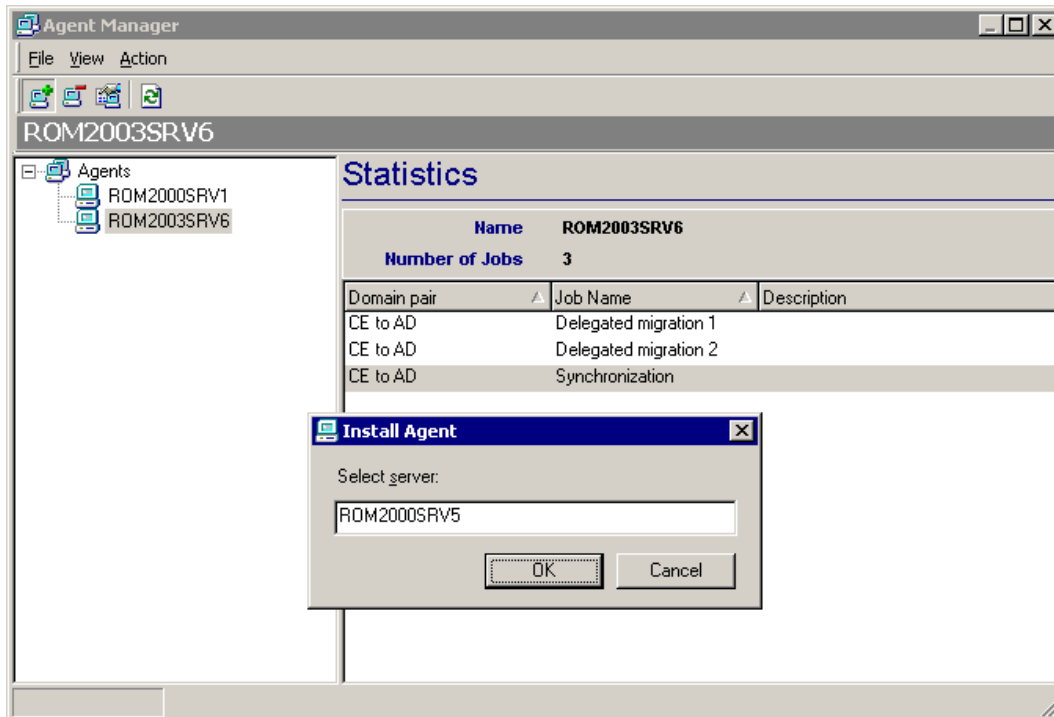 Agent Manager
File View Action
ROM2003SRV6
Agents
ROM2000SRV1
ROM2003SRV6
Statistics
Name ROM2003SRV6
Number of Jobs 3
Domain pair Job Name Description
CE to AD Delegated migration 1
CE to AD Delegated migration 2
CE to AD Synchronization
Install Agent
Select server:
ROM2000SRV5
OK Cancel